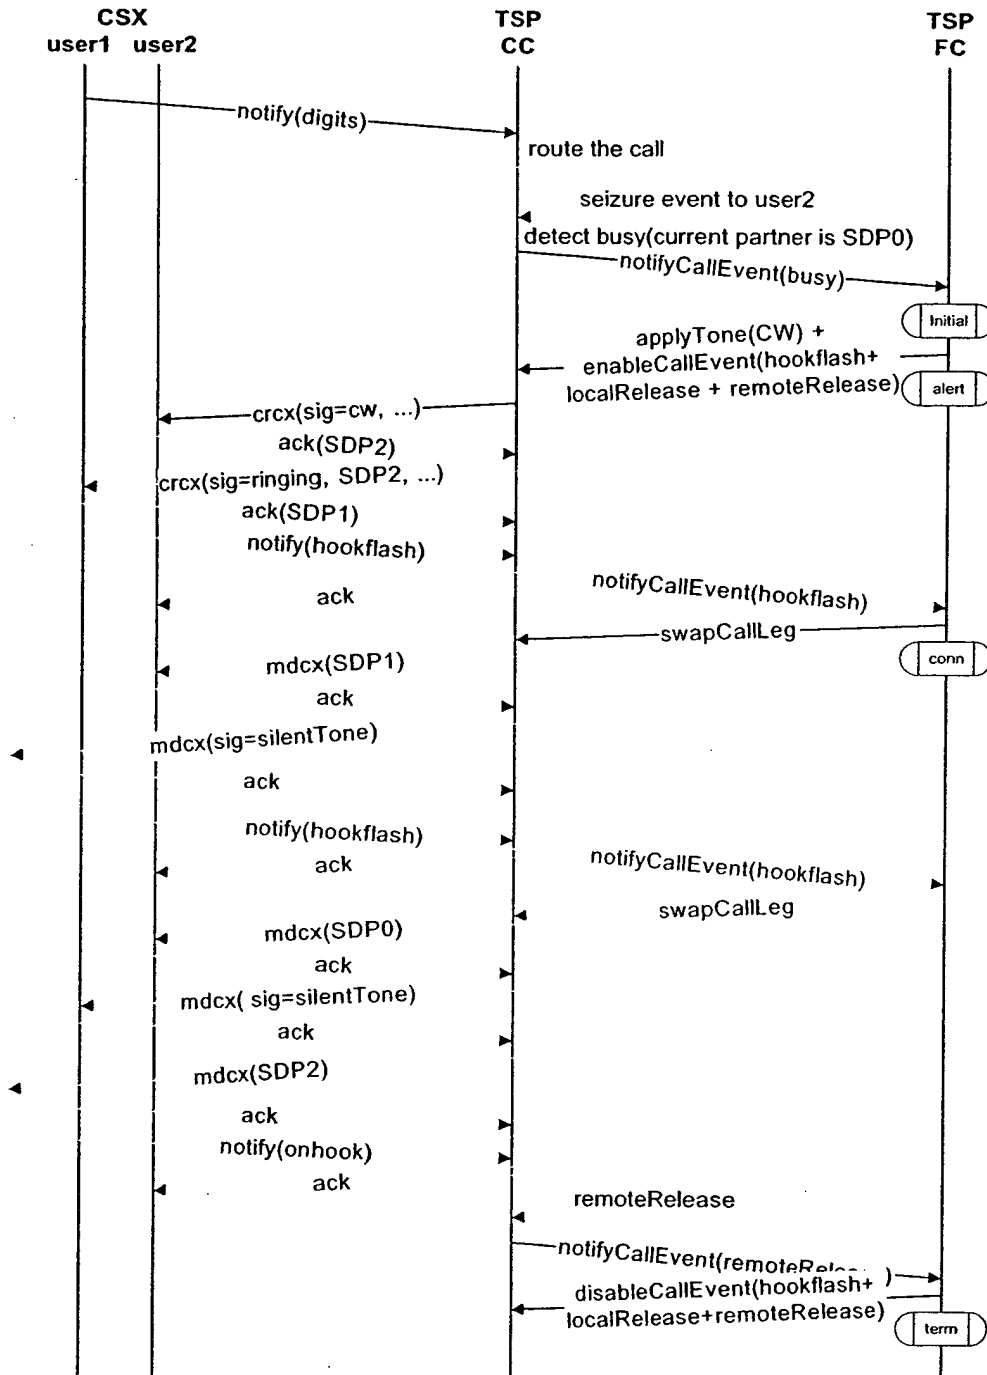 CSX TSP TSP
user1 user2 CC FC
notify(digits)
route the call
seizure event to user2
detect busy(current partner is SDP0)
notifyCallEvent(busy)
Initial
applyTone(CW) +
enableCallEvent(hookflash+
localRelease + remoteRelease)
alert
crcx(sig=cw, ...)
ack(SDP2)
crcx(sig=ringing, SDP2, ...)
ack(SDP1)
notify(hookflash)
notifyCallEvent(hookflash)
ack
swapCallLeg
conn
mdcx(SDP1)
ack
mdcx(sig=silentTone)
ack
notify(hookflash)
ack
notifyCallEvent(hookflash)
swapCallLeg
mdcx(SDP0)
ack
mdcx( sig=silentTone)
ack
mdcx(SDP2)
ack
notify(onhook)
ack
remoteRelease
notifyCallEvent(remoteRelease)
disableCallEvent(hookflash+
localRelease+remoteRelease)
term